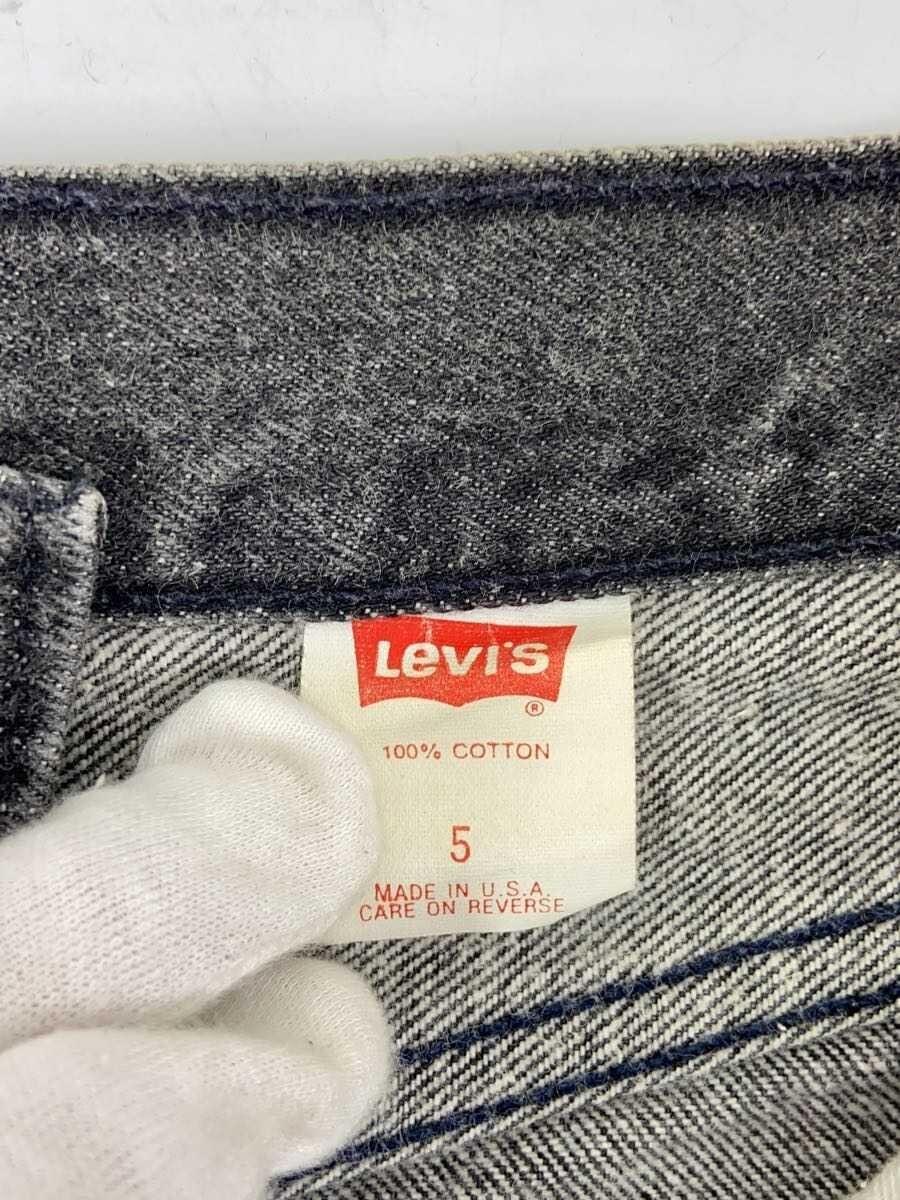 Levi's
®
100% COTTON
5
MADE IN U.S.A.
CARE ON REVERSE